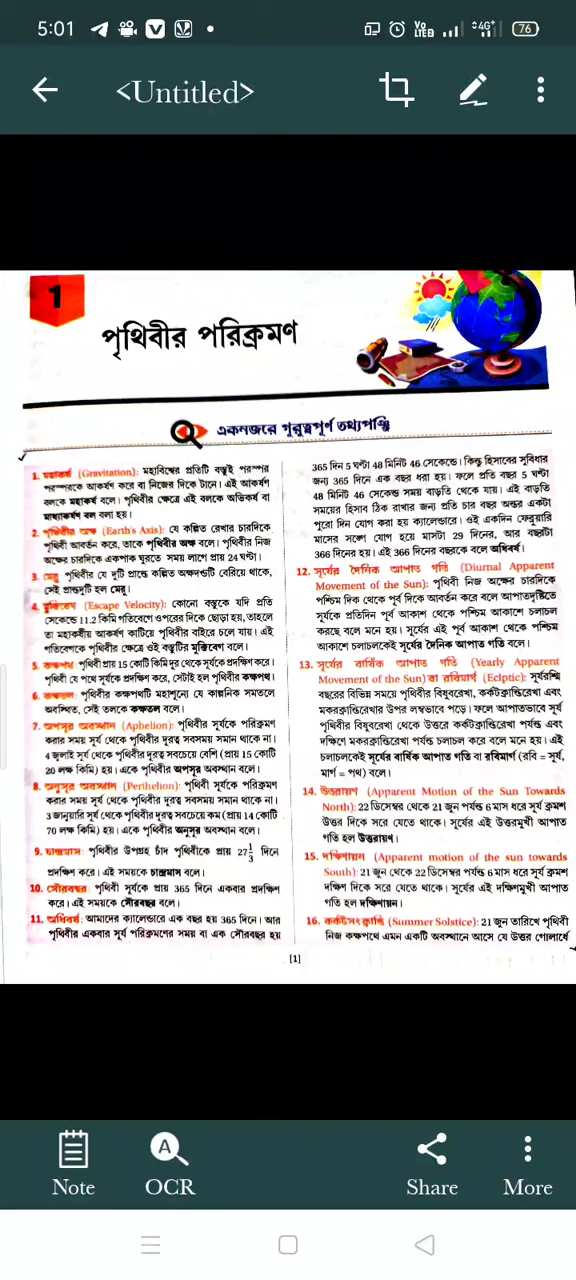 5:01
Vo LTED
4G+
76
<Untitled>
1
পৃথিবীর পরিক্রমণ
একনজরে গুরুত্বপূর্ণ তথ্যপঞ্জি
1. মহাকর্ষ (Gravitation): মহাবিশ্বের প্রতিটি বস্তুই পরস্পর
পরস্পরকে আকর্ষণ করে বা নিজের দিকে টানে। এই আকর্ষণ
বলকে মহাকর্ষ বলে। পৃথিবীর ক্ষেত্রে এই বলকে অভিকর্ষ বা
মাধ্যাকর্ষণ বল বলা হয়।
2. পৃথিবীর অক্ষ (Earth's Axis): যে কল্পিত রেখার চারদিকে
পৃথিবী আবর্তন করে, তাকে পৃথিবীর অক্ষ বলে। পৃথিবীর নিজ
অক্ষের চারদিকে একপাক ঘুরতে সময় লাগে প্রায় 24 ঘণ্টা।
3. মেরু: পৃথিবীর যে দুটি প্রান্তে কল্পিত অক্ষদণ্ডটি বেরিয়ে থাকে,
সেই প্রান্তদুটি হল মেরু।
4. মুক্তিবেগ (Escape Velocity): কোনো বস্তুকে যদি প্রতি
সেকেন্ডে 11.2 কিমি গতিবেগে ওপরের দিকে ছোড়া হয়, তাহলে
তা মহাকর্ষীয় আকর্ষণ কাটিয়ে পৃথিবীর বাইরে চলে যায়। এই
গতিবেগকে পৃথিবীর ক্ষেত্রে ওই বস্তুটির মুক্তিবেগ বলে।
5. কক্ষপথ: পৃথিবী প্রায় 15 কোটি কিমি দূর থেকে সূর্যকে প্রদক্ষিণ করে।
পৃথিবী যে পথে সূর্যকে প্রদক্ষিণ করে, সেটাই হল পৃথিবীর কক্ষপথ।
6. কক্ষতল: পৃথিবীর কক্ষপথটি মহাশূন্যে যে কাল্পনিক সমতলে
অবস্থিত, সেই তলকে কক্ষতল বলে।
7. অপসূর অবস্থান (Aphelion): পৃথিবীর সূর্যকে পরিক্রমণ
করার সময় সূর্য থেকে পৃথিবীর দূরত্ব সবসময় সমান থাকে না।
4 জুলাই সূর্য থেকে পৃথিবীর দূরত্ব সবচেয়ে বেশি (প্রায় 15 কোটি
20 লক্ষ কিমি) হয়। একে পৃথিবীর অপসূর অবস্থান বলে।
8. অনুসূর অবস্থান (Perihelion): পৃথিবী সূর্যকে পরিক্রমণ
করার সময় সূর্য থেকে পৃথিবীর দূরত্ব সবসময় সমান থাকে না।
3 জানুয়ারি সূর্য থেকে পৃথিবীর দূরত্ব সবচেয়ে কম (প্রায় 14 কোটি
70 লক্ষ কিমি) হয়। একে পৃথিবীর অনুসূর অবস্থান বলে।
9. চান্দ্রমাস: পৃথিবীর উপগ্রহ চাঁদ পৃথিবীকে প্রায় 27 1/3 দিনে
প্রদক্ষিণ করে। এই সময়কে চান্দ্রমাস বলে।
10. সৌরবছর: পৃথিবী সূর্যকে প্রায় 365 দিনে একবার প্রদক্ষিণ
করে। এই সময়কে সৌরবছর বলে।
11. অধিবর্ষ: আমাদের ক্যালেন্ডারে এক বছর হয় 365 দিনে। আর
পৃথিবীর একবার সূর্য পরিক্রমণের সময় বা এক সৌরবছর হয়
365 দিন 5 ঘণ্টা 48 মিনিট 46 সেকেন্ডে। কিন্তু হিসাবের সুবিধার
জন্য 365 দিনে এক বছর ধরা হয়। ফলে প্রতি বছর 5 ঘণ্টা
48 মিনিট 46 সেকেন্ড সময় বাড়তি থেকে যায়। এই বাড়তি
সময়ের হিসাব ঠিক রাখার জন্য প্রতি চার বছর অন্তর একটা
পুরো দিন যোগ করা হয় ক্যালেন্ডারে। ওই একদিন ফেব্রুয়ারি
মাসের সঙ্গে যোগ হয়ে মাসটা 29 দিনের, আর বছরটা
366 দিনের হয়। এই 366 দিনের বছরকে বলে অধিবর্ষ।
12. সূর্যের দৈনিক আপাত গতি (Diurnal Apparent
Movement of the Sun): পৃথিবী নিজ অক্ষের চারদিকে
পশ্চিম দিক থেকে পূর্ব দিকে আবর্তন করে বলে আপাতদৃষ্টিতে
সূর্যকে প্রতিদিন পূর্ব আকাশ থেকে পশ্চিম আকাশে চলাচল
করছে বলে মনে হয়। সূর্যের এই পূর্ব আকাশ থেকে পশ্চিম
আকাশে চলাচলকেই সূর্যের দৈনিক আপাত গতি বলে।
13. সূর্যের বার্ষিক আপাত গতি (Yearly Apparent
Movement of the Sun) বা রবিমার্গ (Ecliptic): সূর্যরশ্মি
বছরের বিভিন্ন সময়ে পৃথিবীর বিষুবরেখা, কর্কটক্রান্তিরেখা এবং
মকরক্রান্তিরেখার উপর লম্বভাবে পড়ে। ফলে আপাতভাবে সূর্য
পৃথিবীর বিষুবরেখা থেকে উত্তরে কর্কটক্রান্তিরেখা পর্যন্ত এবং
দক্ষিণে মকরক্রান্তিরেখা পর্যন্ত চলাচল করে বলে মনে হয়। এই
চলাচলকেই সূর্যের বার্ষিক আপাত গতি বা রবিমার্গ (রবি = সূর্য,
মার্গ = পথ) বলে।
14. উত্তরায়ণ (Apparent Motion of the Sun Towards
North): 22 ডিসেম্বর থেকে 21 জুন পর্যন্ত 6 মাস ধরে সূর্য ক্রমশ
উত্তর দিকে সরে যেতে থাকে। সূর্যের এই উত্তরমুখী আপাত
গতি হল উত্তরায়ণ।
15. দক্ষিণায়ন (Apparent motion of the sun towards
South): 21 জুন থেকে 22 ডিসেম্বর পর্যন্ত 6 মাস ধরে সূর্য ক্রমশ
দক্ষিণ দিকে সরে যেতে থাকে। সূর্যের এই দক্ষিণমুখী আপাত
গতি হল দক্ষিণায়ন।
16. কর্কটসংক্রান্তি (Summer Solstice): 21 জুন তারিখে পৃথিবী
নিজ কক্ষপথে এমন একটি অবস্থানে আসে যে উত্তর গোলার্ধে
[1]
Note
OCR
Share
More